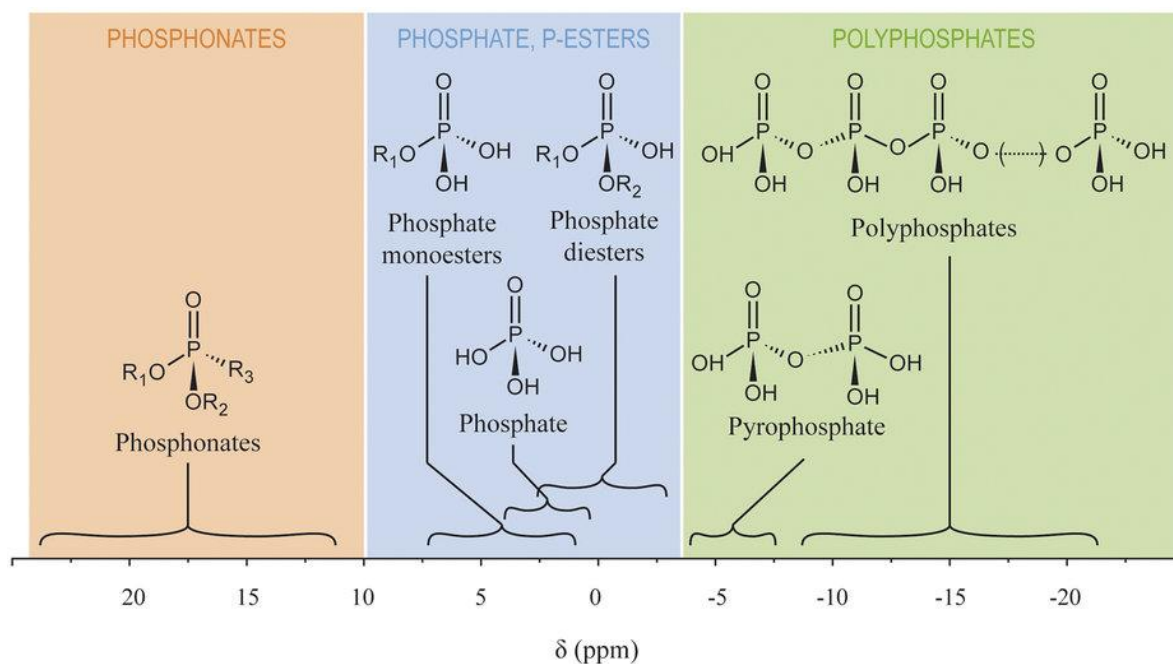 PHOSPHONATES
PHOSPHATE, P-ESTERS
POLYPHOSPHATES
O
P
R₁O
OH
OH
Phosphate
monoesters
O
P
R₁O
OH
OR₂
Phosphate
diesters
O
P
HO
OH
OH
Phosphate
O
P
R₁O
R₃
OR₂
Phosphonates
O O O O
P P P P
OH O O O O OH
OH OH OH OH
(........)
Polyphosphates
O O
P P
OH O OH
OH OH
Pyrophosphate
20 15 10 5 0 -5 -10 -15 -20
δ (ppm)